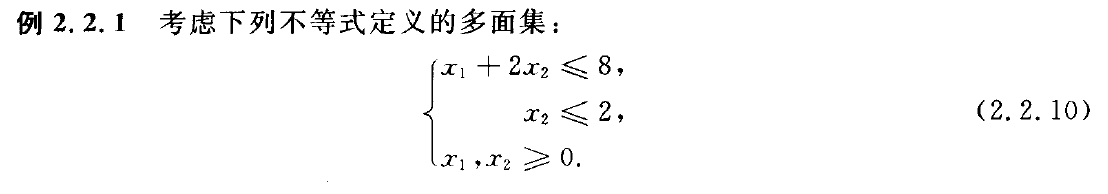 例 2.2.1 考虑下列不等式定义的多面集：
x₁ + 2x₂ ⩽ 8,
x₂ ⩽ 2,
(2.2.10)
x₁, x₂ ⩾ 0.